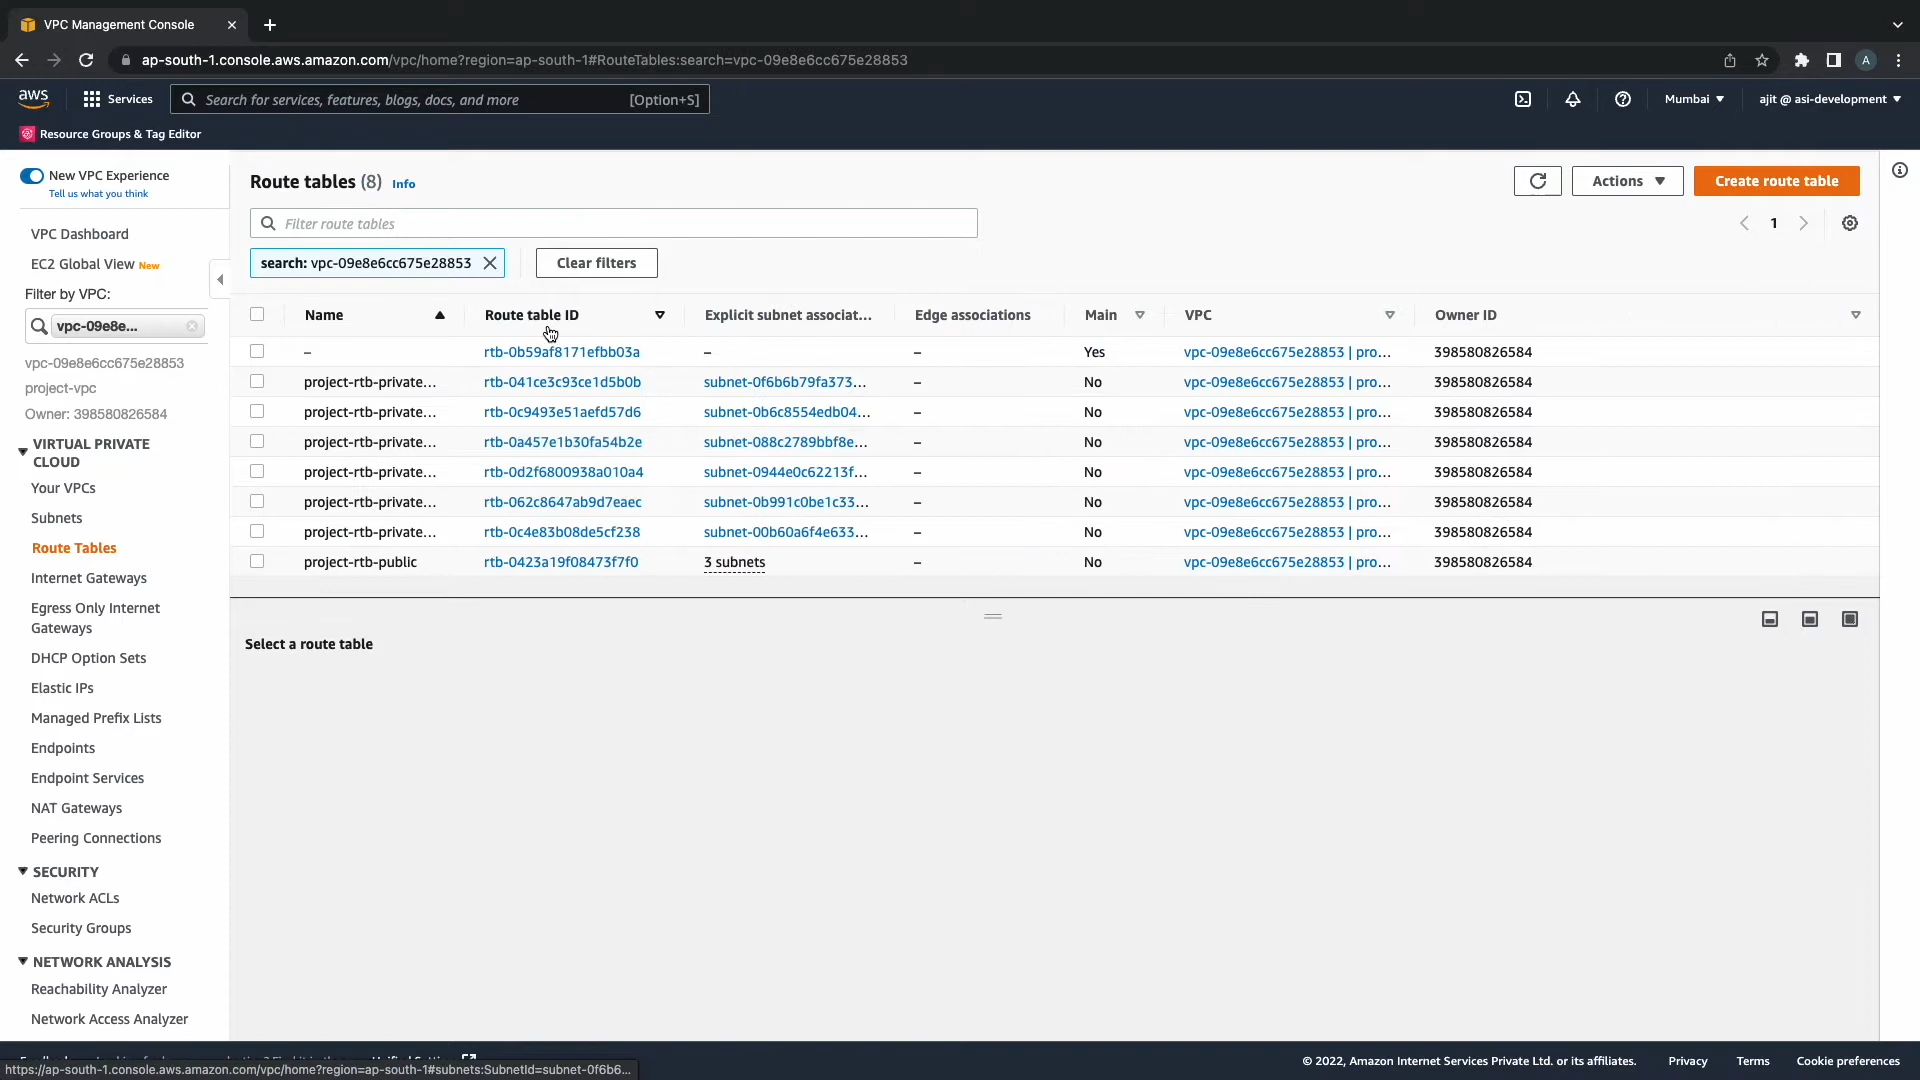 VPC Management Console
ap-south-1.console.aws.amazon.com/vpc/home?region=ap-south-1#RouteTables:search=vpc-09e8e6cc675e28853
A
aws
Services
Search for services, features, blogs, docs, and more
[Option+S]
Mumbai
ajit @ asi-development
Resource Groups & Tag Editor
New VPC Experience
Tell us what you think
VPC Dashboard
EC2 Global View New
Filter by VPC:
vpc-09e8e...
vpc-09e8e6cc675e28853
project-vpc
Owner: 398580826584
VIRTUAL PRIVATE
CLOUD
Your VPCs
Subnets
Route Tables
Internet Gateways
Egress Only Internet
Gateways
DHCP Option Sets
Elastic IPs
Managed Prefix Lists
Endpoints
Endpoint Services
NAT Gateways
Peering Connections
SECURITY
Network ACLs
Security Groups
NETWORK ANALYSIS
Reachability Analyzer
Network Access Analyzer
Route tables (8) Info
Actions
Create route table
Filter route tables
1
search: vpc-09e8e6cc675e28853
Clear filters
Name Route table ID Explicit subnet associat... Edge associations Main VPC Owner ID
– rtb-0b59af8171efbb03a – – Yes vpc-09e8e6cc675e28853 | pro... 398580826584
project-rtb-private... rtb-041ce3c93ce1d5b0b subnet-0f6b6b79fa373... – No vpc-09e8e6cc675e28853 | pro... 398580826584
project-rtb-private... rtb-0c9493e51aefd57d6 subnet-0b6c8554edb04... – No vpc-09e8e6cc675e28853 | pro... 398580826584
project-rtb-private... rtb-0a457e1b30fa54b2e subnet-088c2789bbf8e... – No vpc-09e8e6cc675e28853 | pro... 398580826584
project-rtb-private... rtb-0d2f6800938a010a4 subnet-0944e0c62213f... – No vpc-09e8e6cc675e28853 | pro... 398580826584
project-rtb-private... rtb-062c8647ab9d7eaec subnet-0b991c0be1c33... – No vpc-09e8e6cc675e28853 | pro... 398580826584
project-rtb-private... rtb-0c4e83b08de5cf238 subnet-00b60a6f4e633... – No vpc-09e8e6cc675e28853 | pro... 398580826584
project-rtb-public rtb-0423a19f08473f7f0 3 subnets – No vpc-09e8e6cc675e28853 | pro... 398580826584
Select a route table
© 2022, Amazon Internet Services Private Ltd. or its affiliates. Privacy Terms Cookie preferences
https://ap-south-1.console.aws.amazon.com/vpc/home?region=ap-south-1#subnets:SubnetId=subnet-0f6b6...